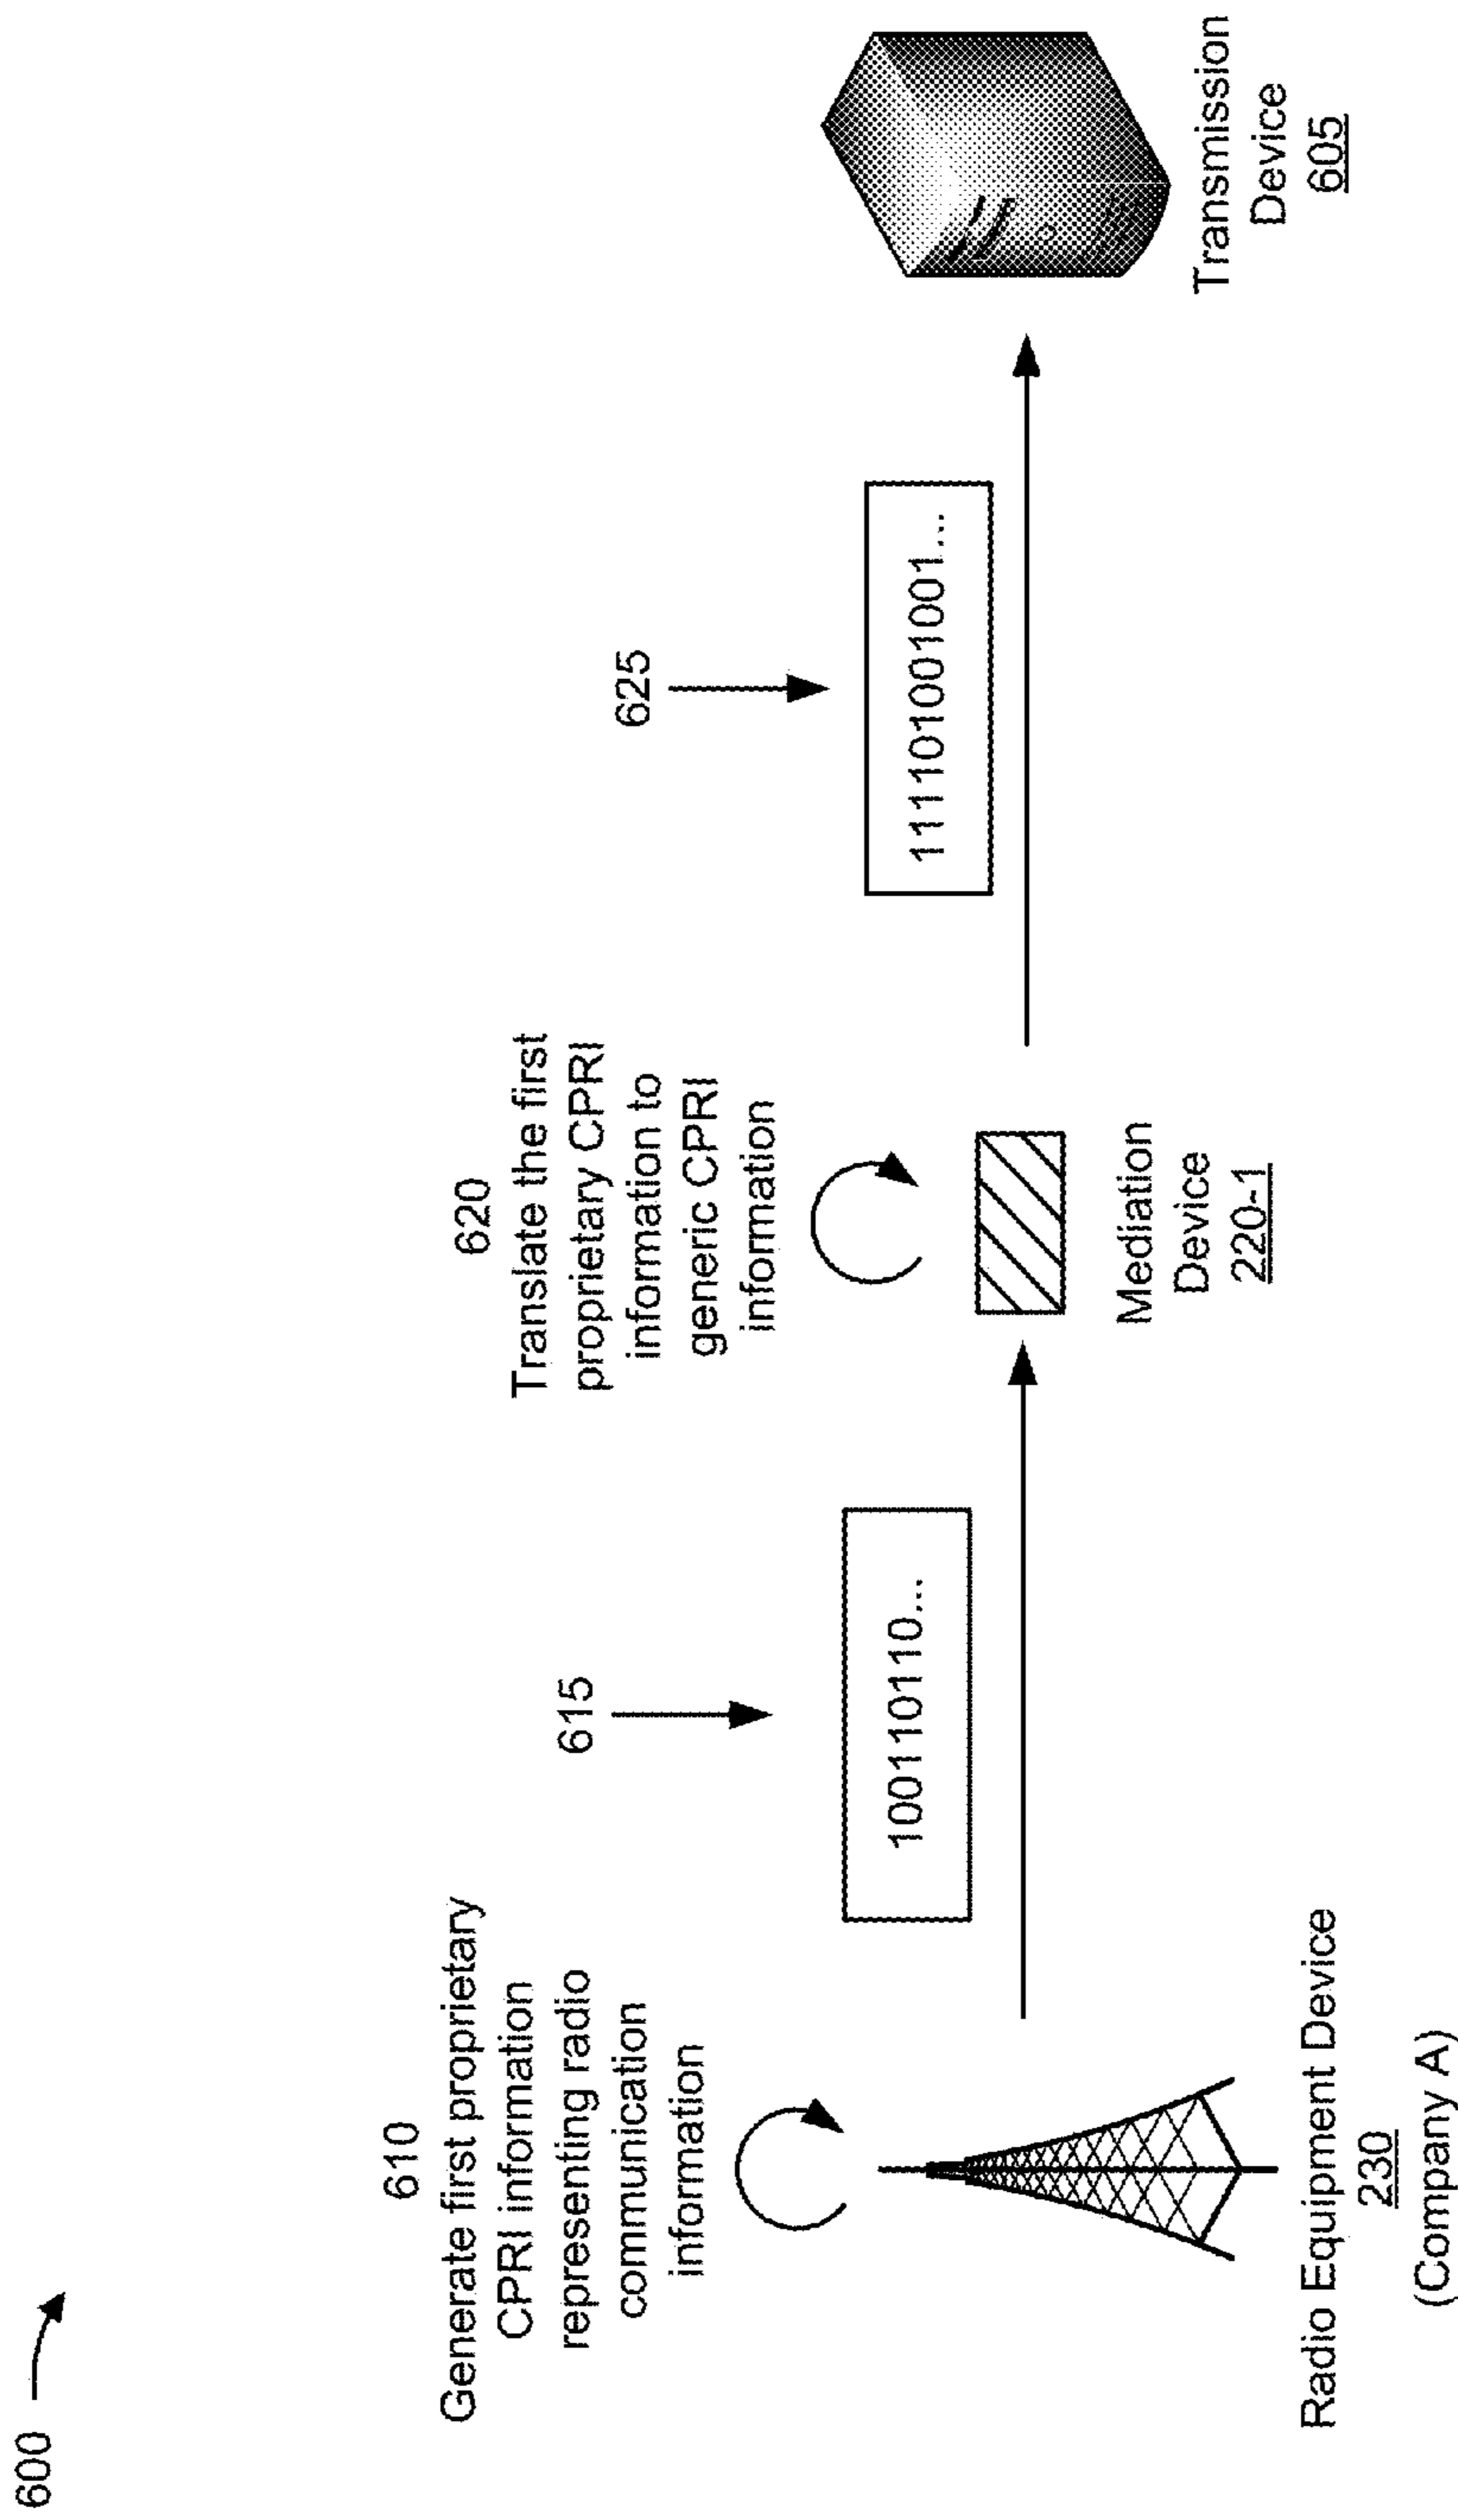 600
610
Generate first proprietary
CPRI information
representing radio
communication
information
615
100110110...
620
Translate the first
proprietary CPRI
information to
generic CPRI
information
625
111101001001...
Radio Equipment Device
230
(Company A)
Mediation
Device
220-1
Transmission
Device
605